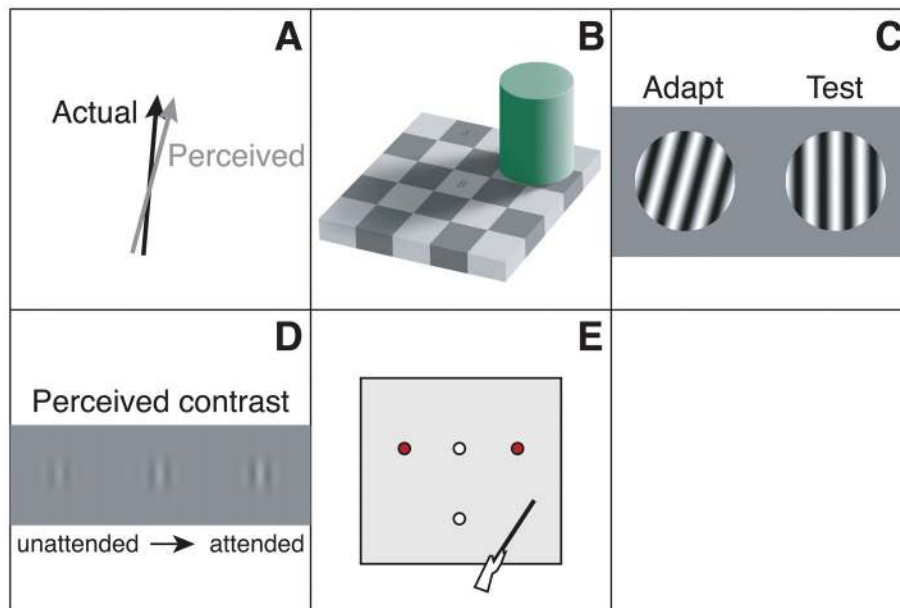 A
Actual
Perceived
B
A
B
C
Adapt Test
D
Perceived contrast
unattended → attended
E